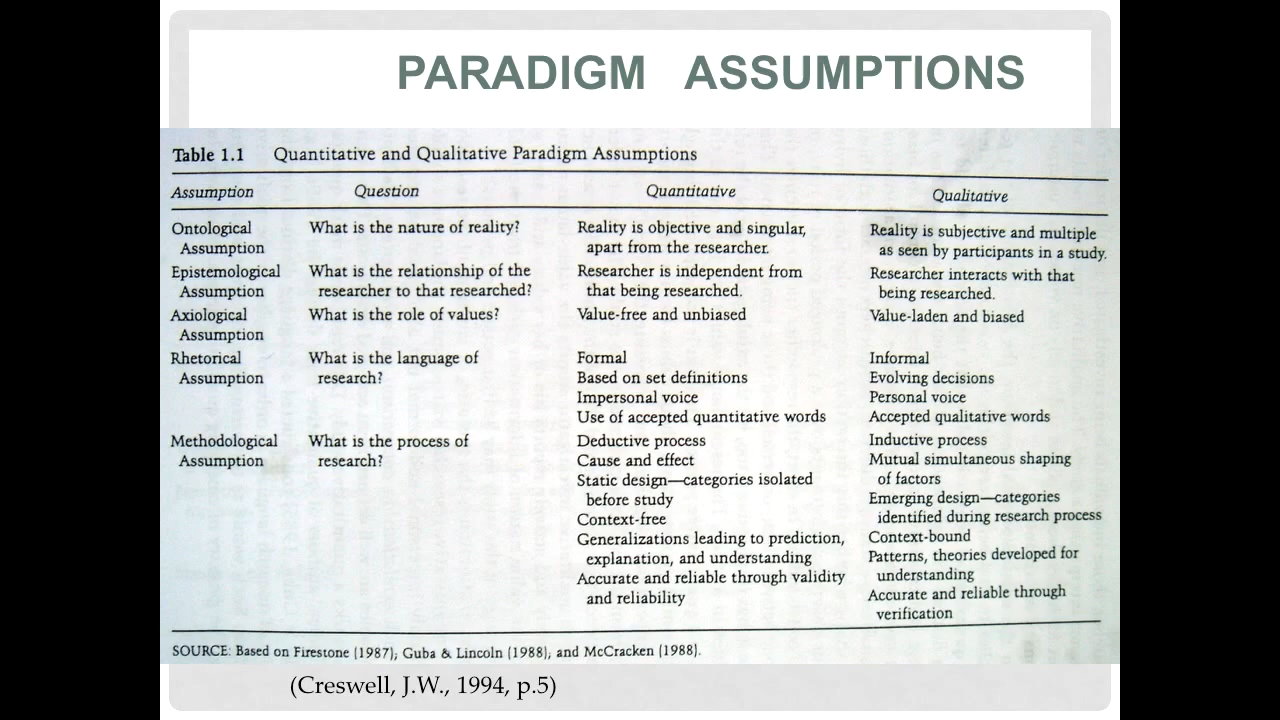 PARADIGM ASSUMPTIONS
Table 1.1 Quantitative and Qualitative Paradigm Assumptions
Assumption Question Quantitative Qualitative
Ontological What is the nature of reality? Reality is objective and singular, Reality is subjective and multiple
Assumption apart from the researcher. as seen by participants in a study.
Epistemological What is the relationship of the Researcher is independent from Researcher interacts with that
Assumption researcher to that researched? that being researched. being researched.
Axiological What is the role of values? Value-free and unbiased Value-laden and biased
Assumption
Rhetorical What is the language of Formal Informal
Assumption research? Based on set definitions Evolving decisions
Impersonal voice Personal voice
Use of accepted quantitative words Accepted qualitative words
Methodological What is the process of Deductive process Inductive process
Assumption research? Cause and effect Mutual simultaneous shaping
Static design—categories isolated of factors
before study Emerging design—categories
Context-free identified during research process
Generalizations leading to prediction, Context-bound
explanation, and understanding Patterns, theories developed for
Accurate and reliable through validity understanding
and reliability Accurate and reliable through
verification
SOURCE: Based on Firestone (1987); Guba & Lincoln (1988); and McCracken (1988).
(Creswell, J.W., 1994, p.5)